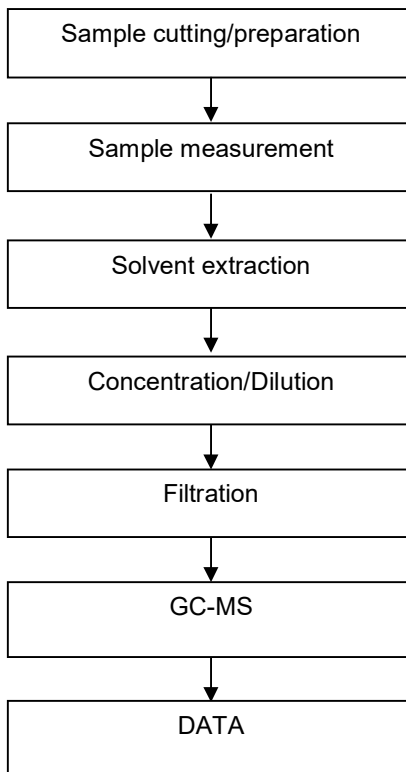 Sample cutting/preparation
Sample measurement
Solvent extraction
Concentration/Dilution
Filtration
GC-MS
DATA